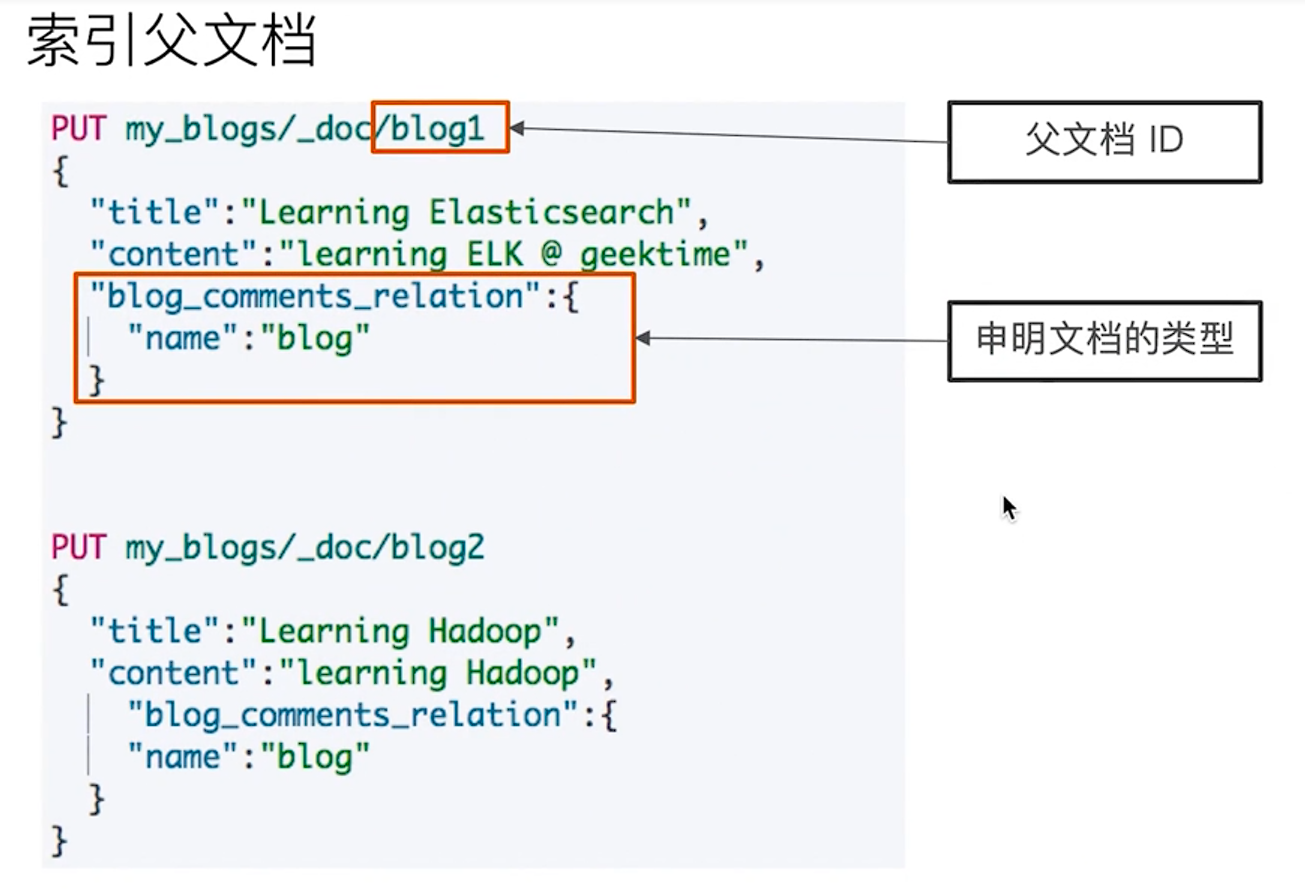 索引父文档
PUT my_blogs/_doc/blog1
父文档 ID
{
"title":"Learning Elasticsearch",
"content":"learning ELK @ geektime",
"blog_comments_relation":{
"name":"blog"
申明文档的类型
}
}
PUT my_blogs/_doc/blog2
{
"title":"Learning Hadoop",
"content":"learning Hadoop",
"blog_comments_relation":{
"name":"blog"
}
}